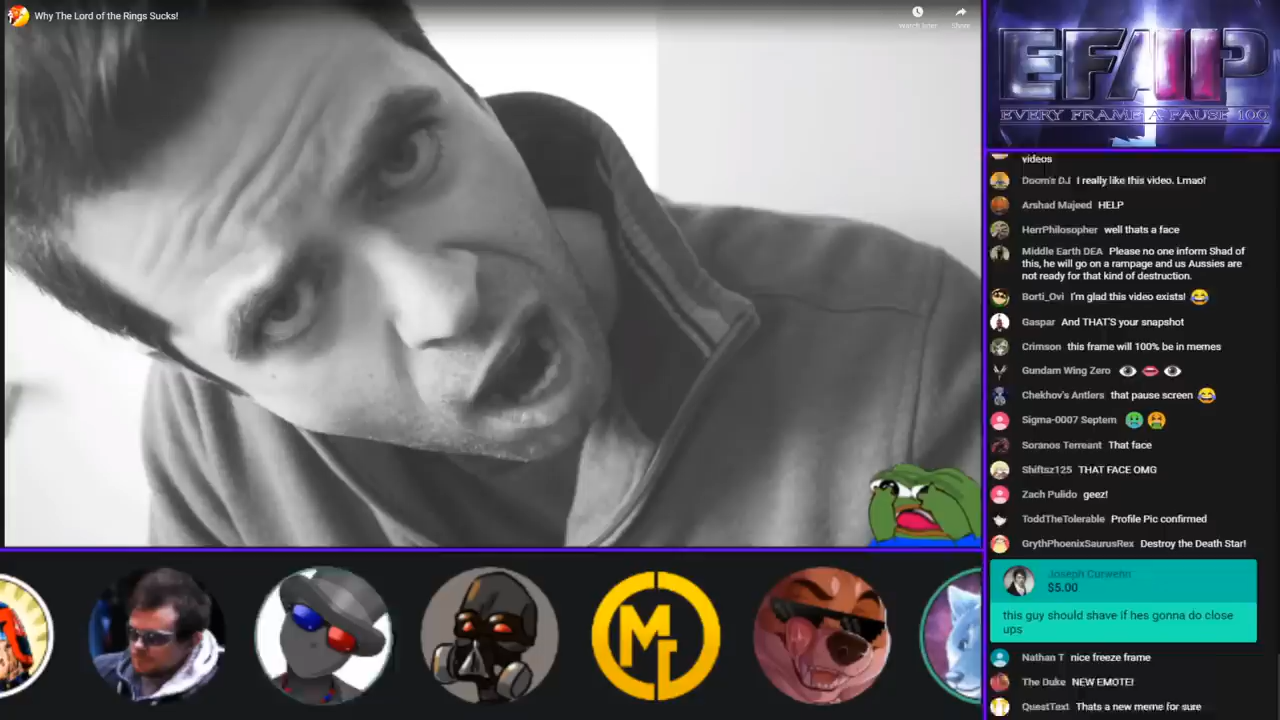 Why The Lord of the Rings Sucks!
Watch later
Share
EFAP
EVERY FRAME A PAUSE 100
videos
Doom's DJ I really like this video. Lmao!
Arshad Majeed HELP
HerrPhilosopher well thats a face
Middle Earth DEA Please no one inform Shad of
this, he will go on a rampage and us Aussies are
not ready for that kind of destruction.
Borti_Ovi I'm glad this video exists! 😂
Gaspar And THAT'S your snapshot
Crimson this frame will 100% be in memes
Gundam Wing Zero 👁 👄 👁
Chekhov's Antlers that pause screen 😂
Sigma-0007 Septem 🤢 🤮
Soranos Terreant That face
Shiftsz125 THAT FACE OMG
Zach Pulido geez!
ToddTheTolerable Profile Pic confirmed
GrythPhoenixSaurusRex Destroy the Death Star!
Joseph Curwehn
$5.00
this guy should shave if hes gonna do close
ups
Nathan T nice freeze frame
The Duke NEW EMOTE!
QuestText Thats a new meme for sure